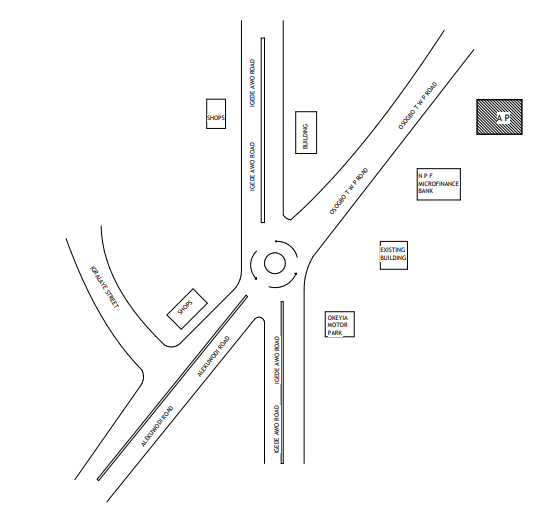 IGEDE AWO ROAD
OSOGBO T W P ROAD
SHOPS
A P
BUILDING
IGEDE AWO ROAD
OSOGBO T W P ROAD
N P F
MICROFINANCE
BANK
EXISTING
BUILDING
IGRALAYE STREET
SHOPS
OKEYIA
MOTOR
PARK
ALEKUWODI ROAD
IGEDE AWO ROAD
ALEKUWODI ROAD
IGEDE AWO ROAD